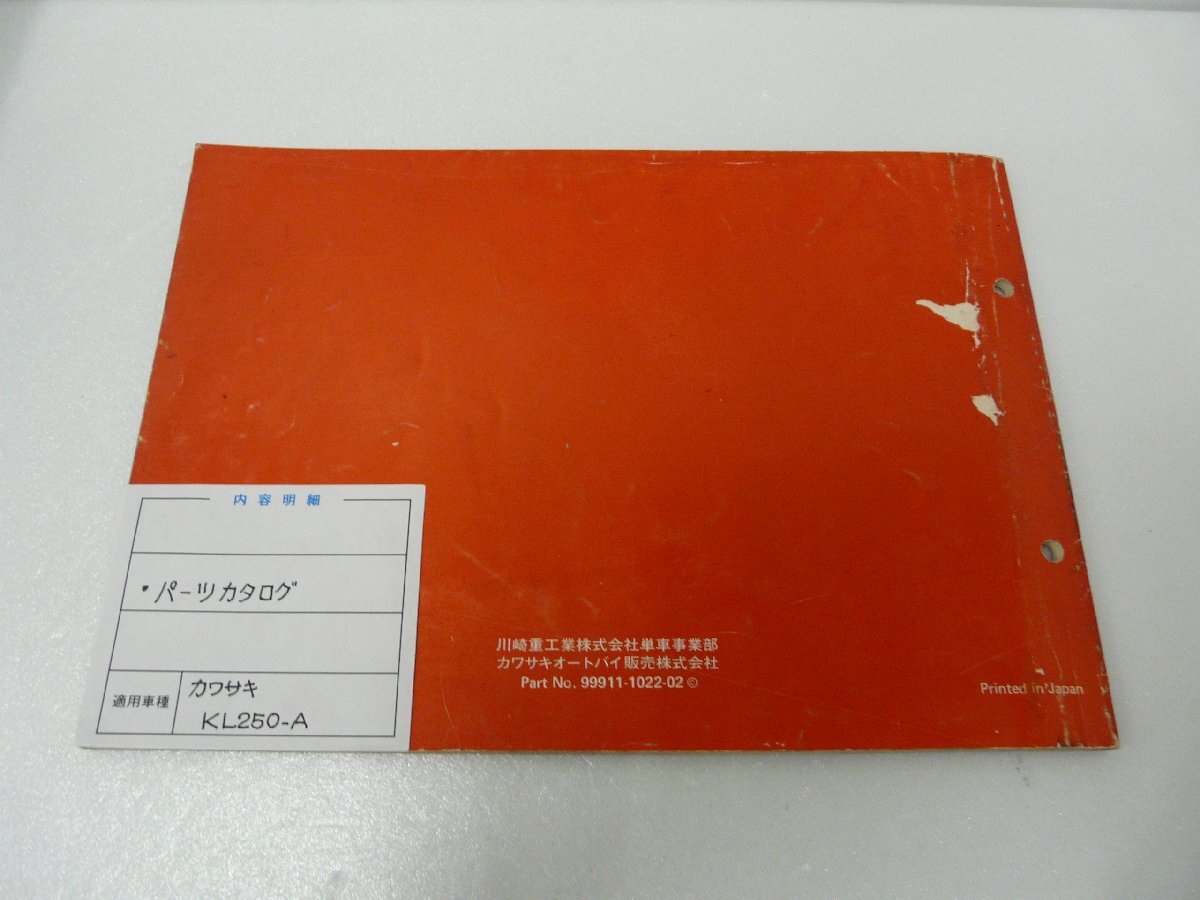 内容明細
・パーツカタログ
適用車種
カワサキ
KL250-A
川崎重工業株式会社単車事業部
カワサキオートバイ販売株式会社
Part No. 99911-1022-02 ©
Printed in Japan